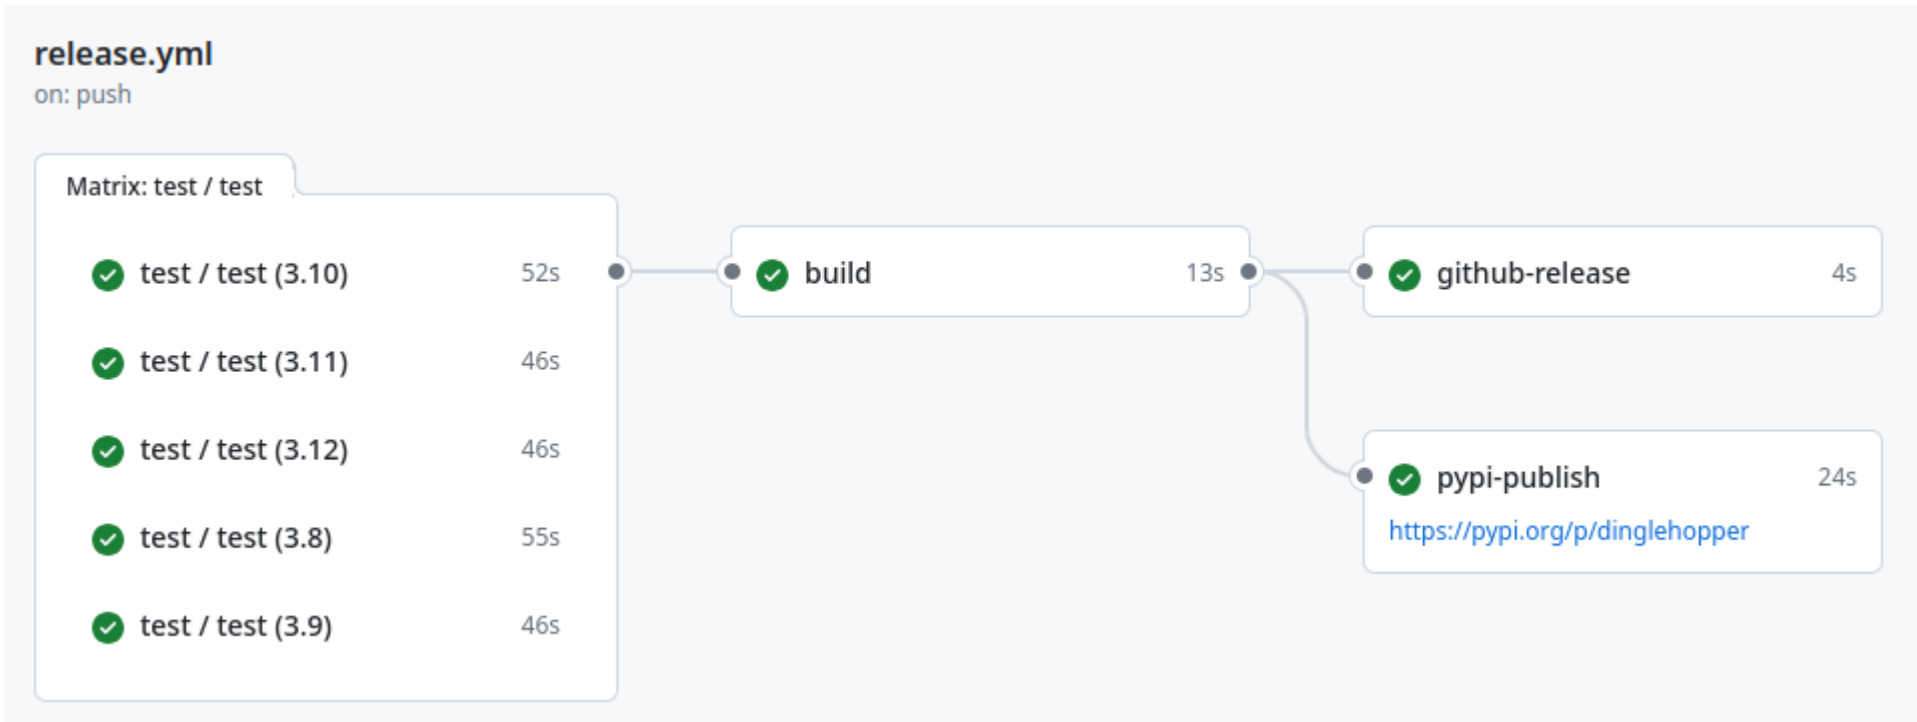 release.yml
on: push
Matrix: test / test
test / test (3.10) 52s
test / test (3.11) 46s
test / test (3.12) 46s
test / test (3.8) 55s
test / test (3.9) 46s
build 13s
github-release 4s
pypi-publish 24s
https://pypi.org/p/dinglehopper